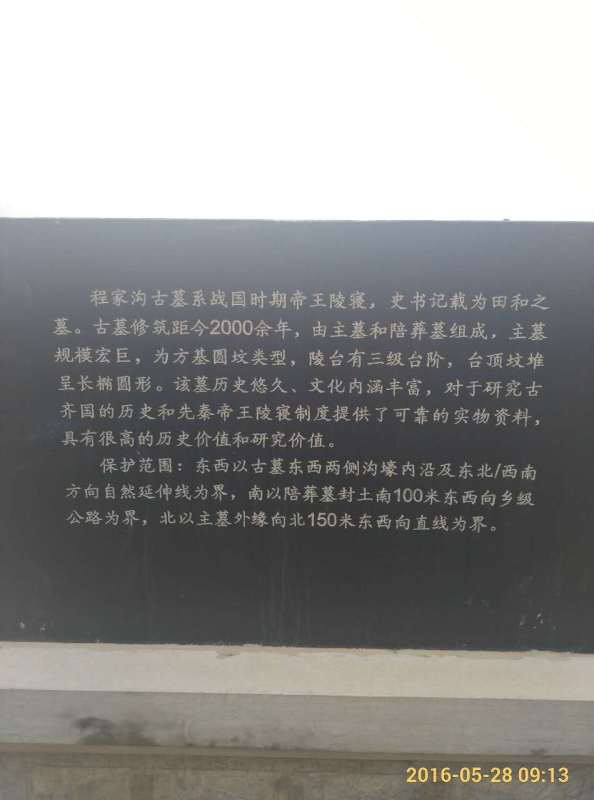 程家沟古墓系战国时期帝王陵寝，史书记载为田和之
墓。古墓修筑距今2000余年，由主墓和陪葬墓组成，主墓
规模宏巨，为方基圆坟类型，陵台有三级台阶，台顶坟堆
呈长椭圆形。该墓历史悠久、文化内涵丰富，对于研究古
齐国的历史和先秦帝王陵寝制度提供了可靠的实物资料，
具有很高的历史价值和研究价值。
保护范围：东西以古墓东西两侧沟壕内沿及东北/西南
方向自然延伸线为界，南以陪葬墓封土南100米东西向乡级
公路为界，北以主墓外缘向北150米东西向直线为界。
2016-05-28 09:13